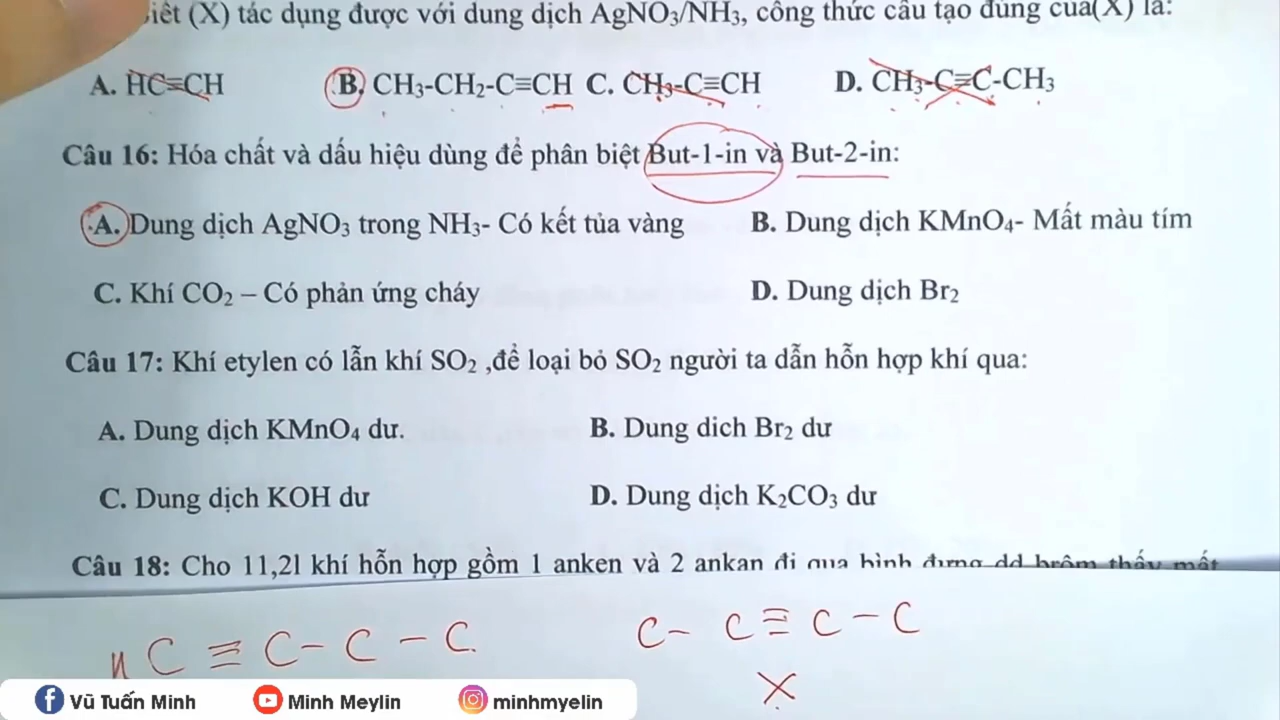 (X) tác dụng được với dung dịch AgNO₃/NH₃, công thức cấu tạo đúng của(X) là:
A. HC≡CH B. CH₃-CH₂-C≡CH C. CH₃-C≡CH D. CH₃-C≡C-CH₃
Câu 16: Hóa chất và dấu hiệu dùng để phân biệt But-1-in và But-2-in:
A. Dung dịch AgNO₃ trong NH₃- Có kết tủa vàng B. Dung dịch KMnO₄- Mất màu tím
C. Khí CO₂ – Có phản ứng cháy D. Dung dịch Br₂
Câu 17: Khí etylen có lẫn khí SO₂ ,để loại bỏ SO₂ người ta dẫn hỗn hợp khí qua:
A. Dung dịch KMnO₄ dư. B. Dung dich Br₂ dư
C. Dung dịch KOH dư D. Dung dịch K₂CO₃ dư
Câu 18: Cho 11,2l khí hỗn hợp gồm 1 anken và 2 ankan đi qua bình đựng dd brôm thấy mất
C ≡ C - C - C C - C ≡ C - C
X
Vũ Tuấn Minh Minh Meylin minhmyelin